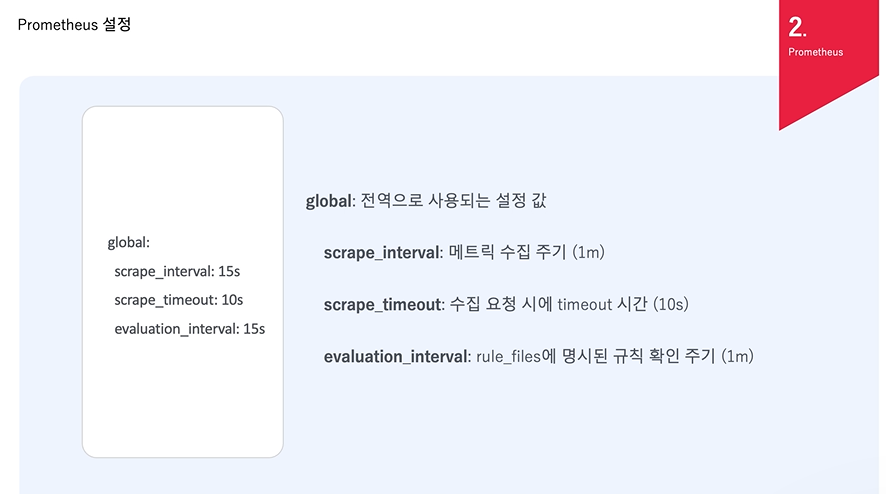 Prometheus 설정
2.
Prometheus
global:
scrape_interval: 15s
scrape_timeout: 10s
evaluation_interval: 15s
global: 전역으로 사용되는 설정 값
scrape_interval: 메트릭 수집 주기 (1m)
scrape_timeout: 수집 요청 시에 timeout 시간 (10s)
evaluation_interval: rule_files에 명시된 규칙 확인 주기 (1m)